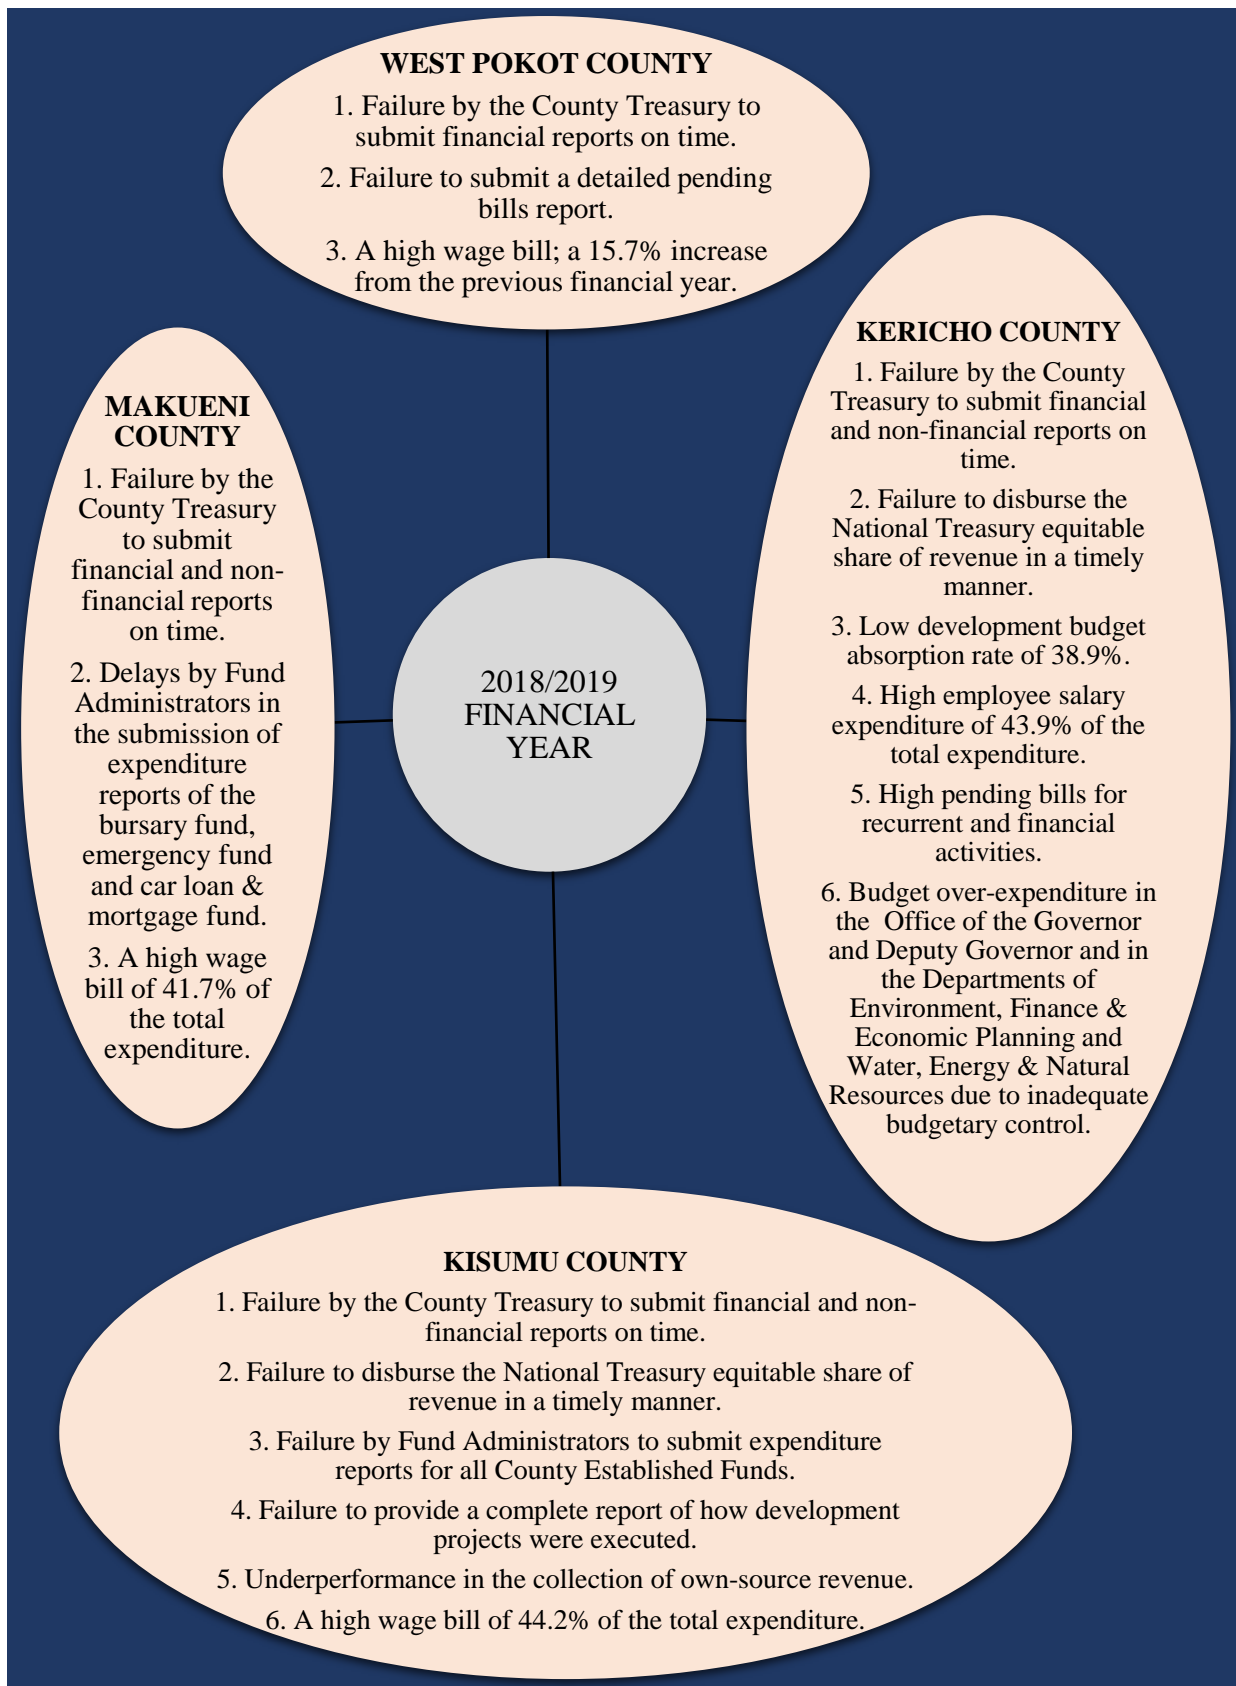 WEST POKOT COUNTY
1. Failure by the County Treasury to
submit financial reports on time.
2. Failure to submit a detailed pending
bills report.
3. A high wage bill; a 15.7% increase
from the previous financial year.
KERICHO COUNTY
1. Failure by the County
Treasury to submit financial
and non-financial reports on
time.
2. Failure to disburse the
National Treasury equitable
share of revenue in a timely
manner.
3. Low development budget
absorption rate of 38.9%.
4. High employee salary
expenditure of 43.9% of the
total expenditure.
5. High pending bills for
recurrent and financial
activities.
6. Budget over-expenditure in
the Office of the Governor
and Deputy Governor and in
the Departments of
Environment, Finance &
Economic Planning and
Water, Energy & Natural
Resources due to inadequate
budgetary control.
MAKUENI
COUNTY
1. Failure by the
County Treasury
to submit
financial and non-
financial reports
on time.
2. Delays by Fund
Administrators in
the submission of
expenditure
reports of the
bursary fund,
emergency fund
and car loan &
mortgage fund.
3. A high wage
bill of 41.7% of
the total
expenditure.
2018/2019
FINANCIAL
YEAR
KISUMU COUNTY
1. Failure by the County Treasury to submit financial and non-
financial reports on time.
2. Failure to disburse the National Treasury equitable share of
revenue in a timely manner.
3. Failure by Fund Administrators to submit expenditure
reports for all County Established Funds.
4. Failure to provide a complete report of how development
projects were executed.
5. Underperformance in the collection of own-source revenue.
6. A high wage bill of 44.2% of the total expenditure.